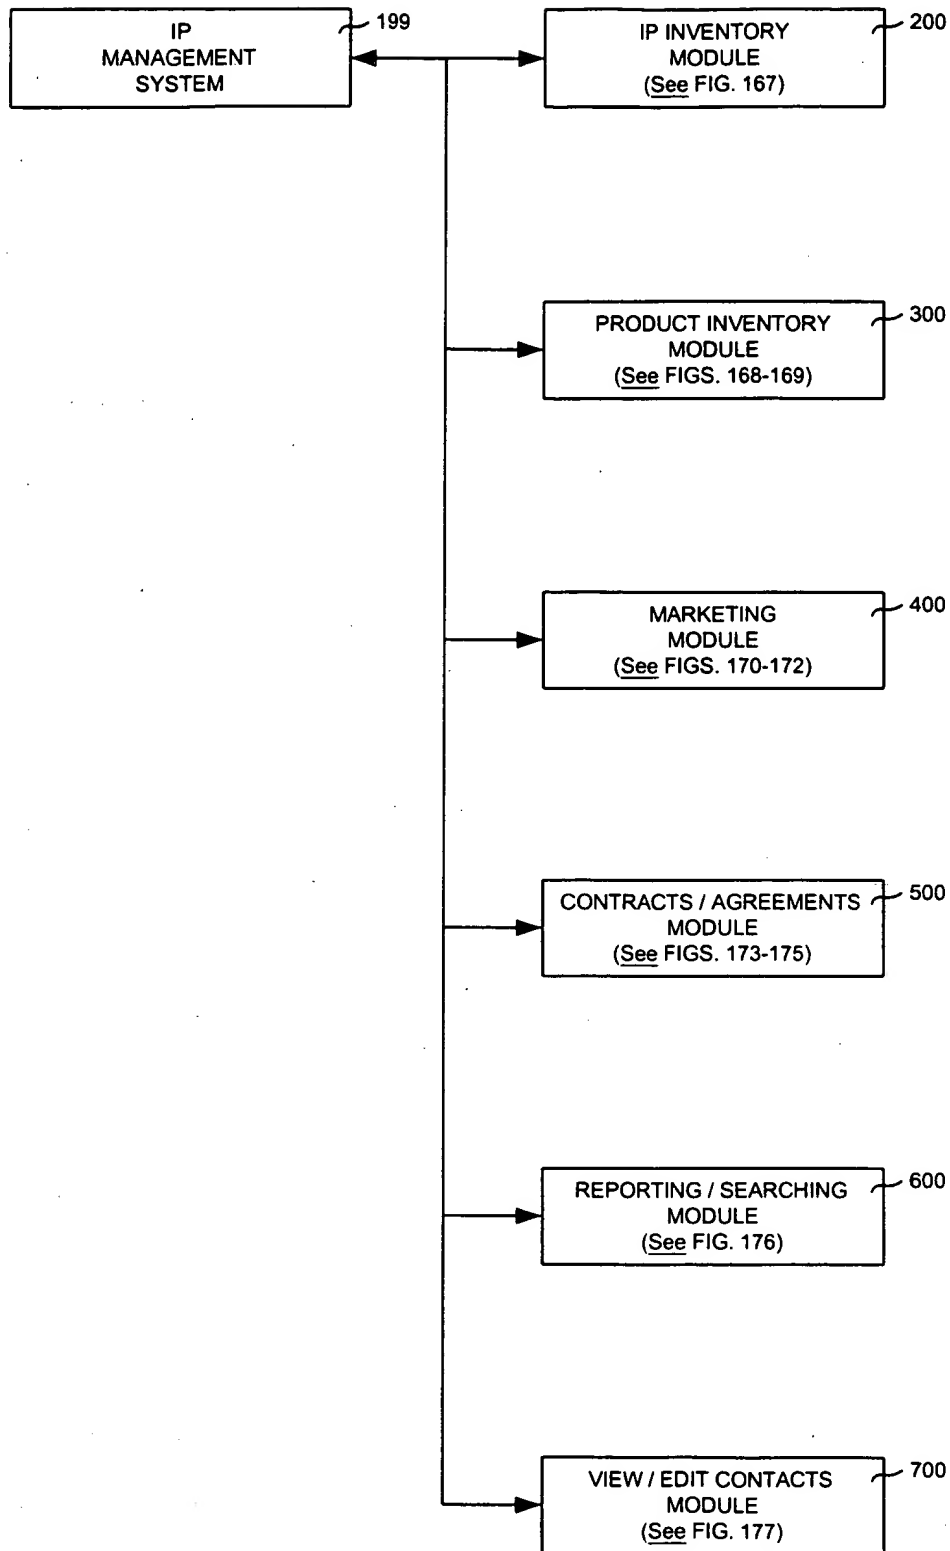 IP
MANAGEMENT
SYSTEM
199
IP INVENTORY
MODULE
(See FIG. 167)
200
PRODUCT INVENTORY
MODULE
(See FIGS. 168-169)
300
MARKETING
MODULE
(See FIGS. 170-172)
400
CONTRACTS / AGREEMENTS
MODULE
(See FIGS. 173-175)
500
REPORTING / SEARCHING
MODULE
(See FIG. 176)
600
VIEW / EDIT CONTACTS
MODULE
(See FIG. 177)
700